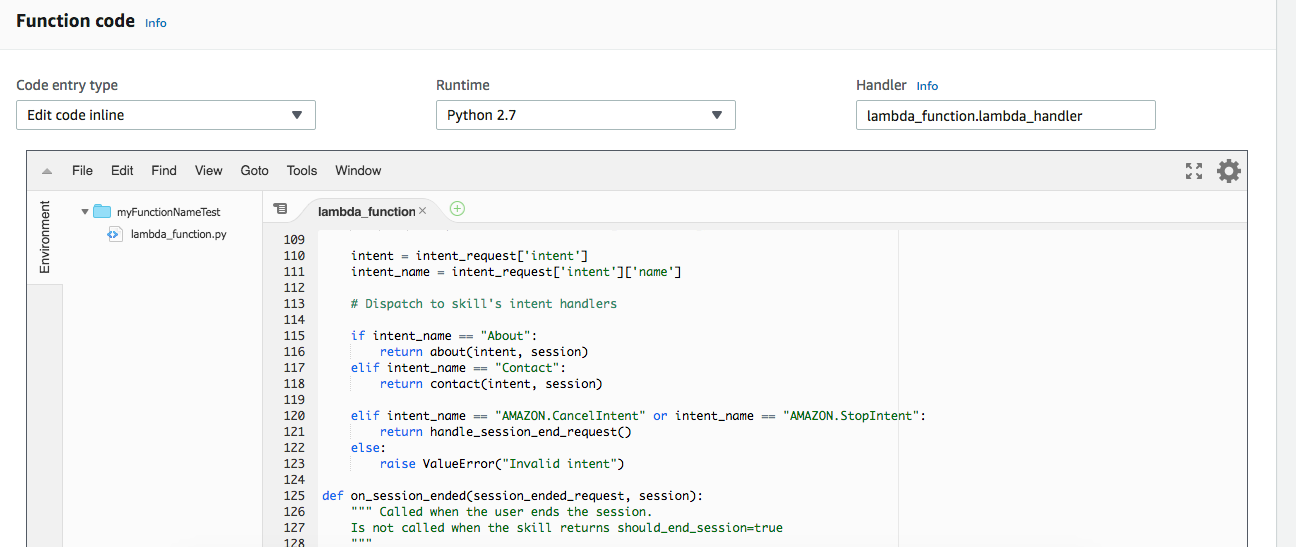 Function code Info
Code entry type
Edit code inline
Runtime
Python 2.7
Handler Info
lambda_function.lambda_handler
File Edit Find View Goto Tools Window
Environment
myFunctionNameTest
lambda_function.py
lambda_function
109
110 intent = intent_request['intent']
111 intent_name = intent_request['intent']['name']
112
113 # Dispatch to skill's intent handlers
114
115 if intent_name == "About":
116 return about(intent, session)
117 elif intent_name == "Contact":
118 return contact(intent, session)
119
120 elif intent_name == "AMAZON.CancelIntent" or intent_name == "AMAZON.StopIntent":
121 return handle_session_end_request()
122 else:
123 raise ValueError("Invalid intent")
124
125 def on_session_ended(session_ended_request, session):
126 """ Called when the user ends the session.
127 Is not called when the skill returns should_end_session=true
128 """